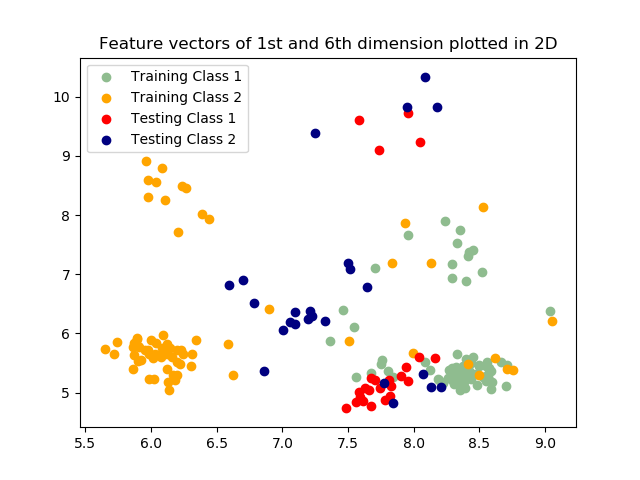 Feature vectors of 1st and 6th dimension plotted in 2D
Training Class 1
Training Class 2
Testing Class 1
Testing Class 2
10
9
8
7
6
5
5.5 6.0 6.5 7.0 7.5 8.0 8.5 9.0